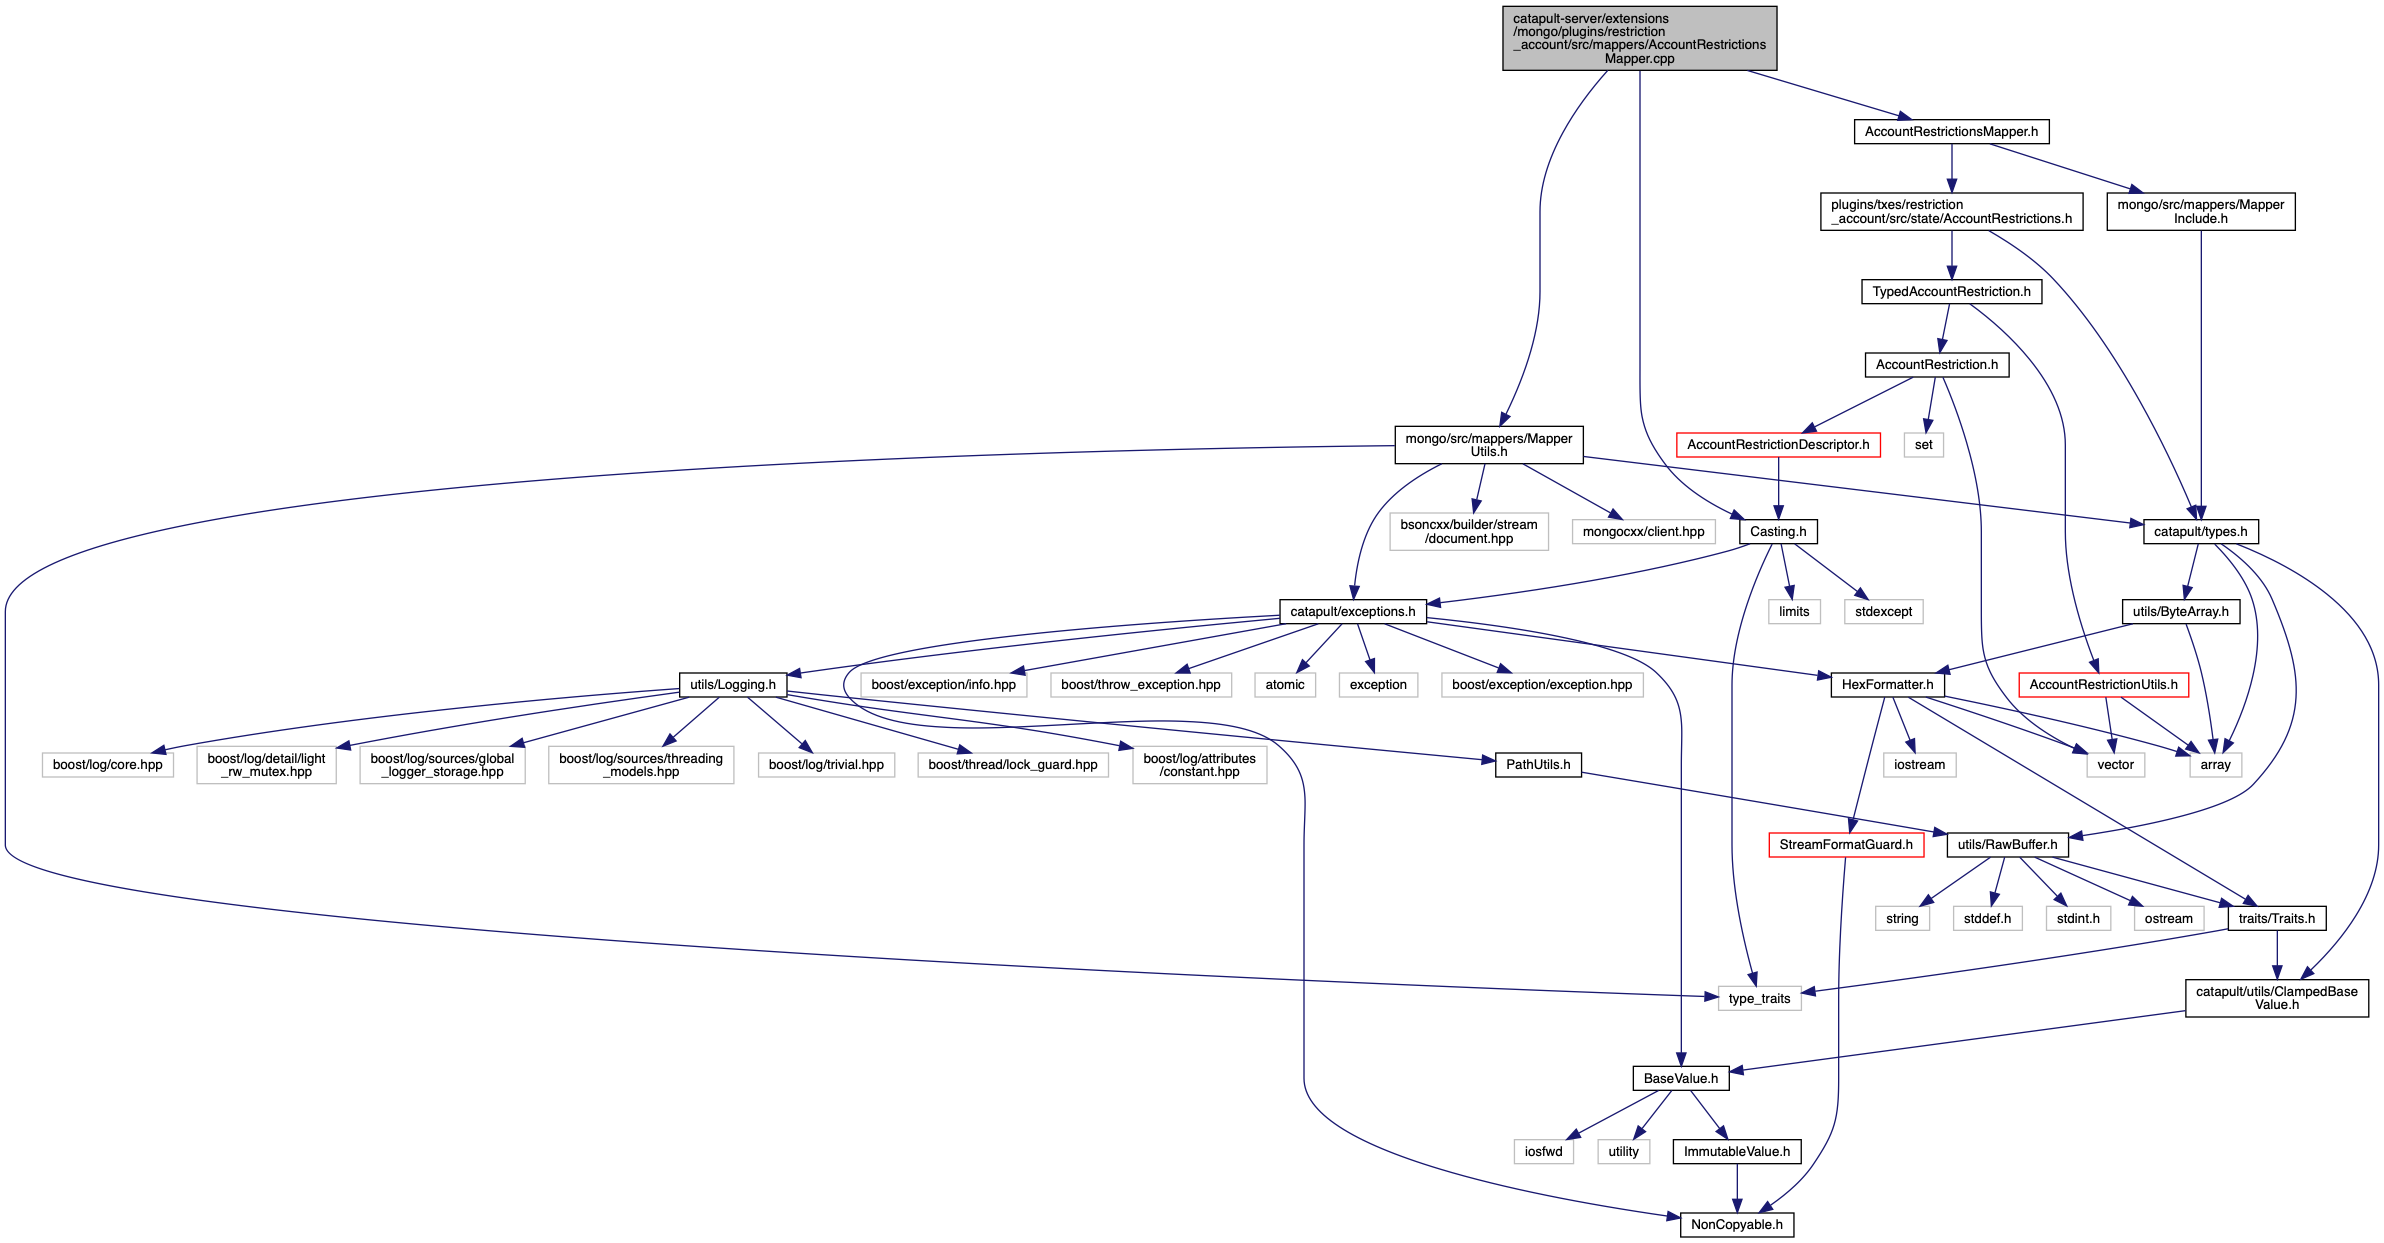 catapult-server/extensions
/mongo/plugins/restriction
_account/src/mappers/AccountRestrictions
Mapper.cpp
AccountRestrictionsMapper.h
plugins/txes/restriction
_account/src/state/AccountRestrictions.h
mongo/src/mappers/Mapper
Include.h
TypedAccountRestriction.h
AccountRestriction.h
mongo/src/mappers/Mapper
Utils.h
AccountRestrictionDescriptor.h
set
bsoncxx/builder/stream
/document.hpp
mongocxx/client.hpp
Casting.h
catapult/types.h
catapult/exceptions.h
limits
stdexcept
utils/ByteArray.h
utils/Logging.h
boost/exception/info.hpp
boost/throw_exception.hpp
atomic
exception
boost/exception/exception.hpp
HexFormatter.h
AccountRestrictionUtils.h
boost/log/core.hpp
boost/log/detail/light
_rw_mutex.hpp
boost/log/sources/global
_logger_storage.hpp
boost/log/sources/threading
_models.hpp
boost/log/trivial.hpp
boost/thread/lock_guard.hpp
boost/log/attributes
/constant.hpp
PathUtils.h
iostream
vector
array
StreamFormatGuard.h
utils/RawBuffer.h
string
stddef.h
stdint.h
ostream
traits/Traits.h
type_traits
catapult/utils/ClampedBase
Value.h
BaseValue.h
iosfwd
utility
ImmutableValue.h
NonCopyable.h